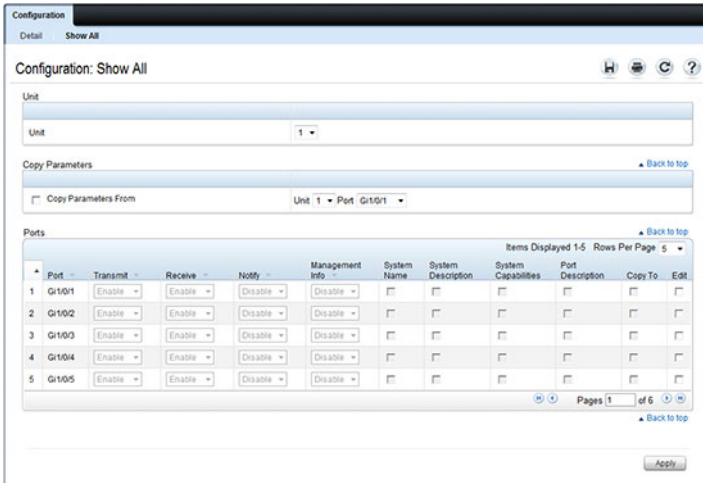 Configuration
Detail Show All
Configuration: Show All
?
Unit
Unit 1
Copy Parameters Back to top
Copy Parameters From Unit 1 Port Gi1/0/1
Ports Back to top
Items Displayed 1-5 Rows Per Page 5
Port Transmit Receive Notify Management Info System Name System Description System Capabilities Port Description Copy To Edit
1 Gi1/0/1 Enable Enable Disable Disable
2 Gi1/0/2 Enable Enable Disable Disable
3 Gi1/0/3 Enable Enable Disable Disable
4 Gi1/0/4 Enable Enable Disable Disable
5 Gi1/0/5 Enable Enable Disable Disable
Pages 1 of 6
Back to top
Apply